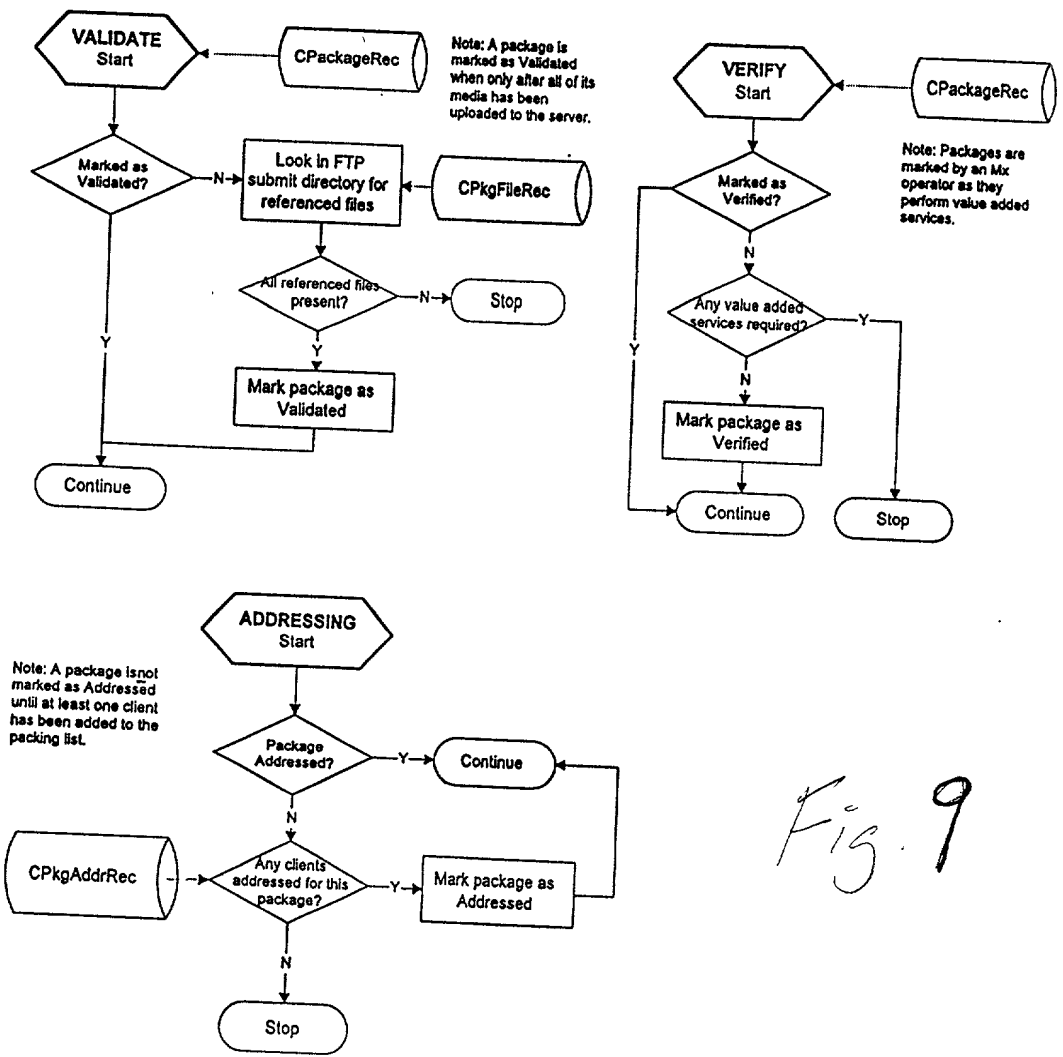 VALIDATE
Start
CPackageRec
Note: A package is
marked as Validated
when only after all of its
media has been
uploaded to the server.
Marked as
Validated?
N
Look in FTP
submit directory for
referenced files
CPkgFileRec
All referenced files
present?
N
Stop
Y
Y
Mark package as
Validated
Continue
VERIFY
Start
CPackageRec
Note: Packages are
marked by an Mx
operator as they
perform value added
services.
Marked as
Verified?
N
Any value added
services required?
Y
Y
N
Mark package as
Verified
Continue
Stop
ADDRESSING
Start
Note: A package is not
marked as Addressed
until at least one client
has been added to the
packing list.
Package
Addressed?
Y
Continue
N
CPkgAddrRec
Any clients
addressed for this
package?
Y
Mark package as
Addressed
N
Stop
Fig. 9